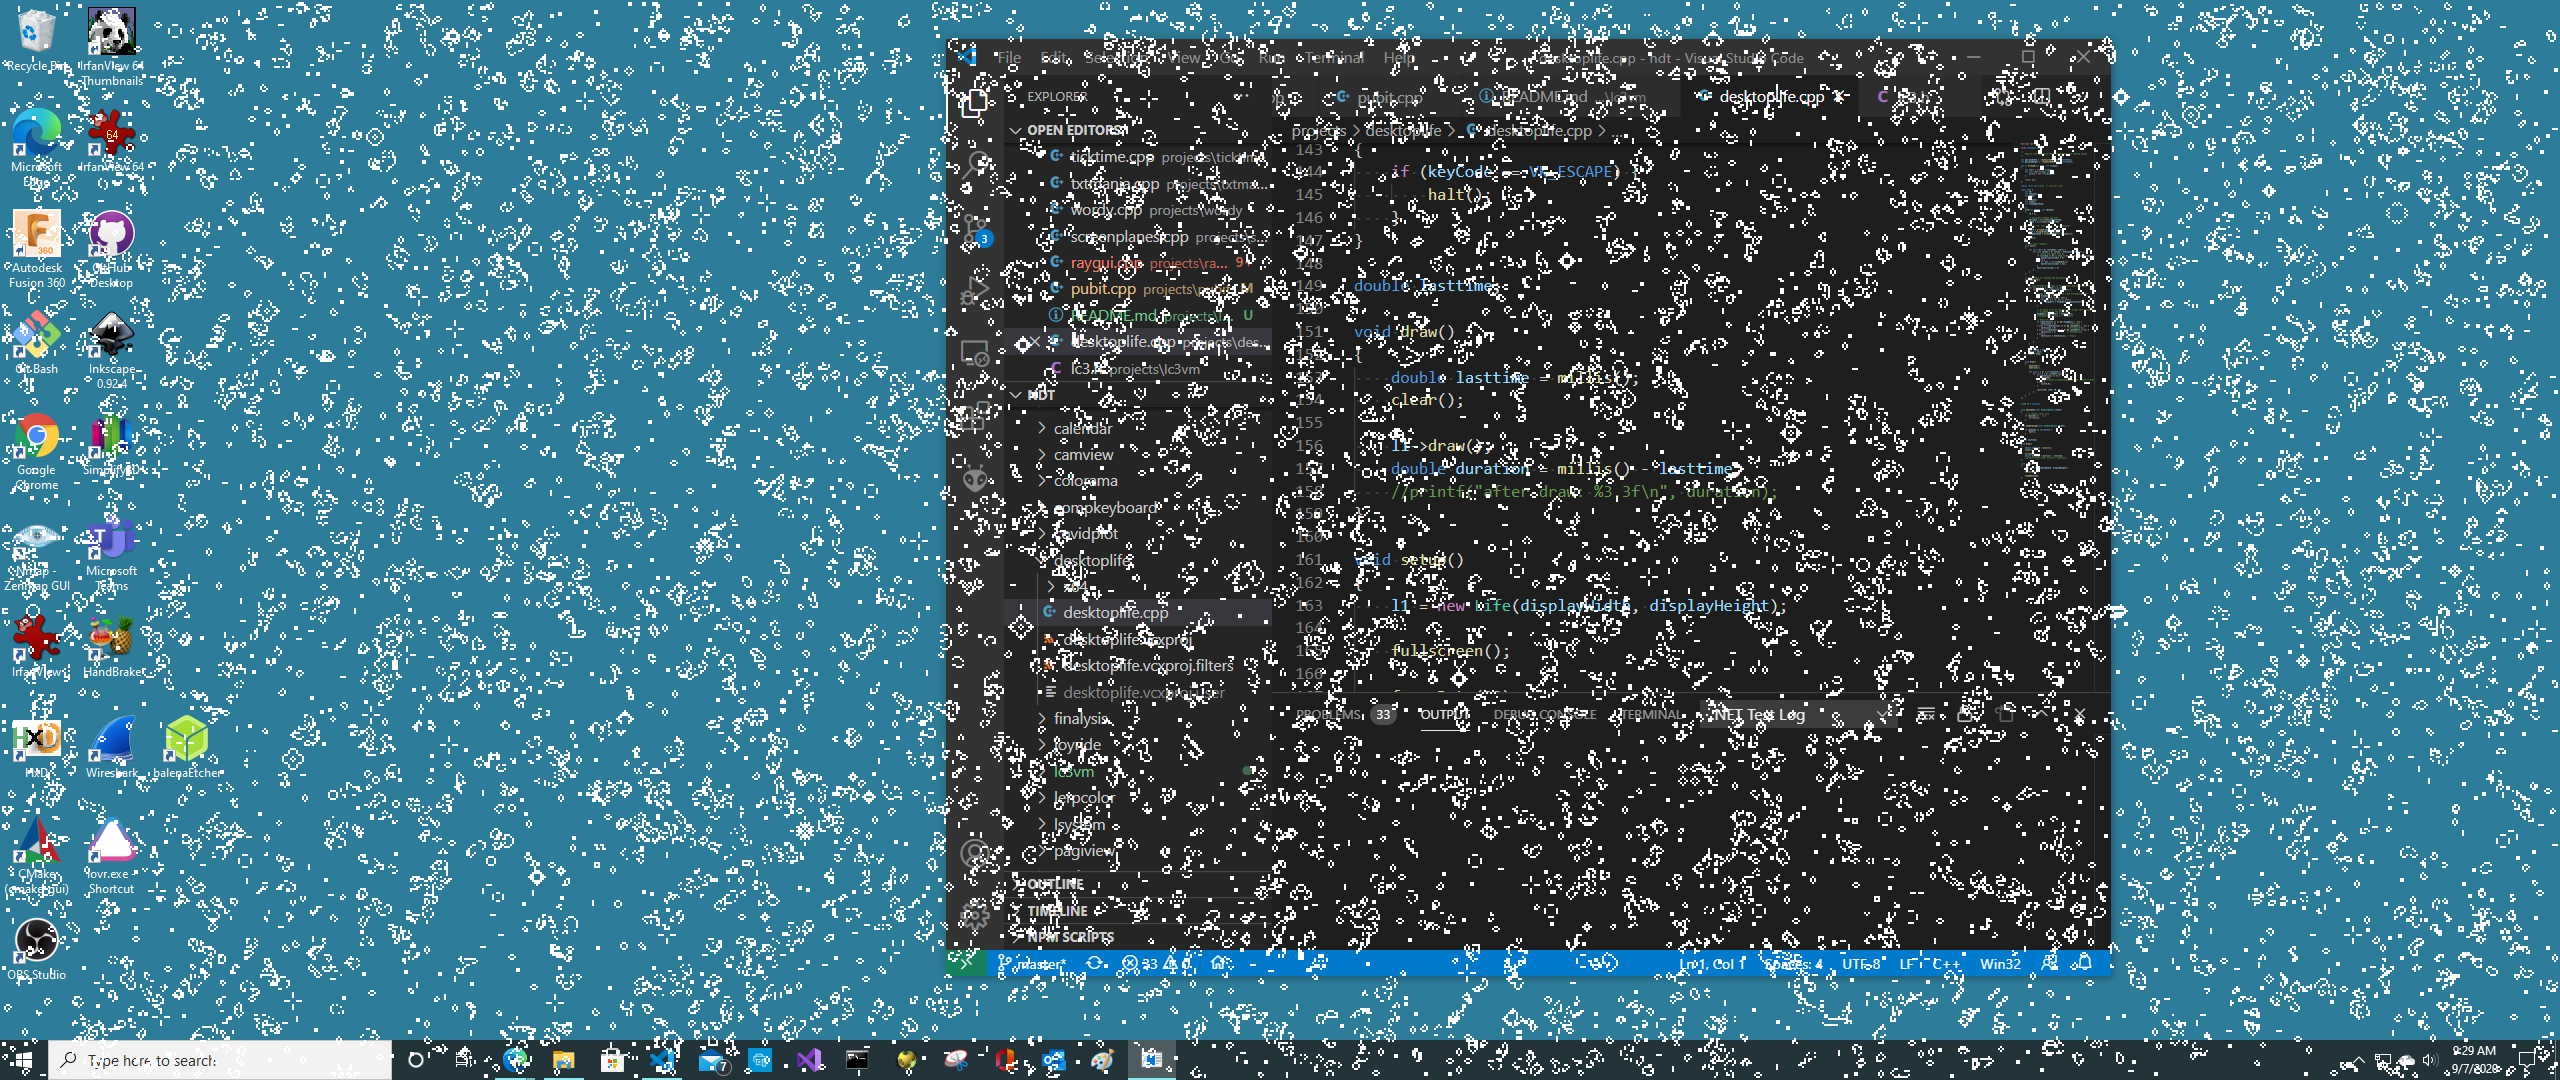 Recycle Bin
IrfanView 64
Thumbnails
Microsoft
Edge
IrfanView 64
Autodesk
Fusion 360
GitHub
Desktop
Git Bash
Inkscape
0.92.4
Google
Chrome
Simplify3D
Nmap -
Zenmap GUI
Microsoft
Teams
IrfanView
HandBrake
HxD
Wireshark
balenaEtcher
CMake
(cmake-gui)
lovr.exe -
Shortcut
OBS Studio
File Edit Selection View Go Run Terminal Help
desktoplife.cpp - ndt - Visual Studio Code
EXPLORER
pubit.cpp
README.md
desktoplife.cpp
OPEN EDITORS
projects > desktoplife > desktoplife.cpp > ...
ticktime.cpp
txtmania.cpp projects\txtma...
wordy.cpp projects\wordy
screenplanes.cpp projects\s...
raygui.cpp projects\ra... 9+
pubit.cpp projects\pubit M
README.md U
desktoplife.cpp projects\des...
lc3.h projects\lc3vm
NDT
calendar
camview
colorama
compkeyboard
davidplot
desktoplife
x64
desktoplife.cpp
desktoplife.vcxproj
desktoplife.vcxproj.filters
desktoplife.vcxproj.user
finalysis
joyride
lc3vm
lerpcolor
lsystem
pagiview
OUTLINE
TIMELINE
NPM SCRIPTS
143 {
144 if (keyCode == VK_ESCAPE) {
145 halt();
146 }
147 }
148
149 double lasttime;
150
151 void draw()
152 {
153 double lasttime = millis();
154 clear();
155
156 l1->draw();
157 double duration = millis() - lasttime;
158 //printf("after draw: %3.3f\n", duration);
159 }
160
161 void setup()
162 {
163 l1 = new Life(displayWidth, displayHeight);
164
165 fullscreen();
166
PROBLEMS 33 OUTPUT DEBUG CONSOLE TERMINAL .NET Test Log
master* 33 0
Ln 1, Col 1 Spaces: 4 UTF-8 LF C++ Win32
3
Type here to search
7
9:29 AM
9/7/2020